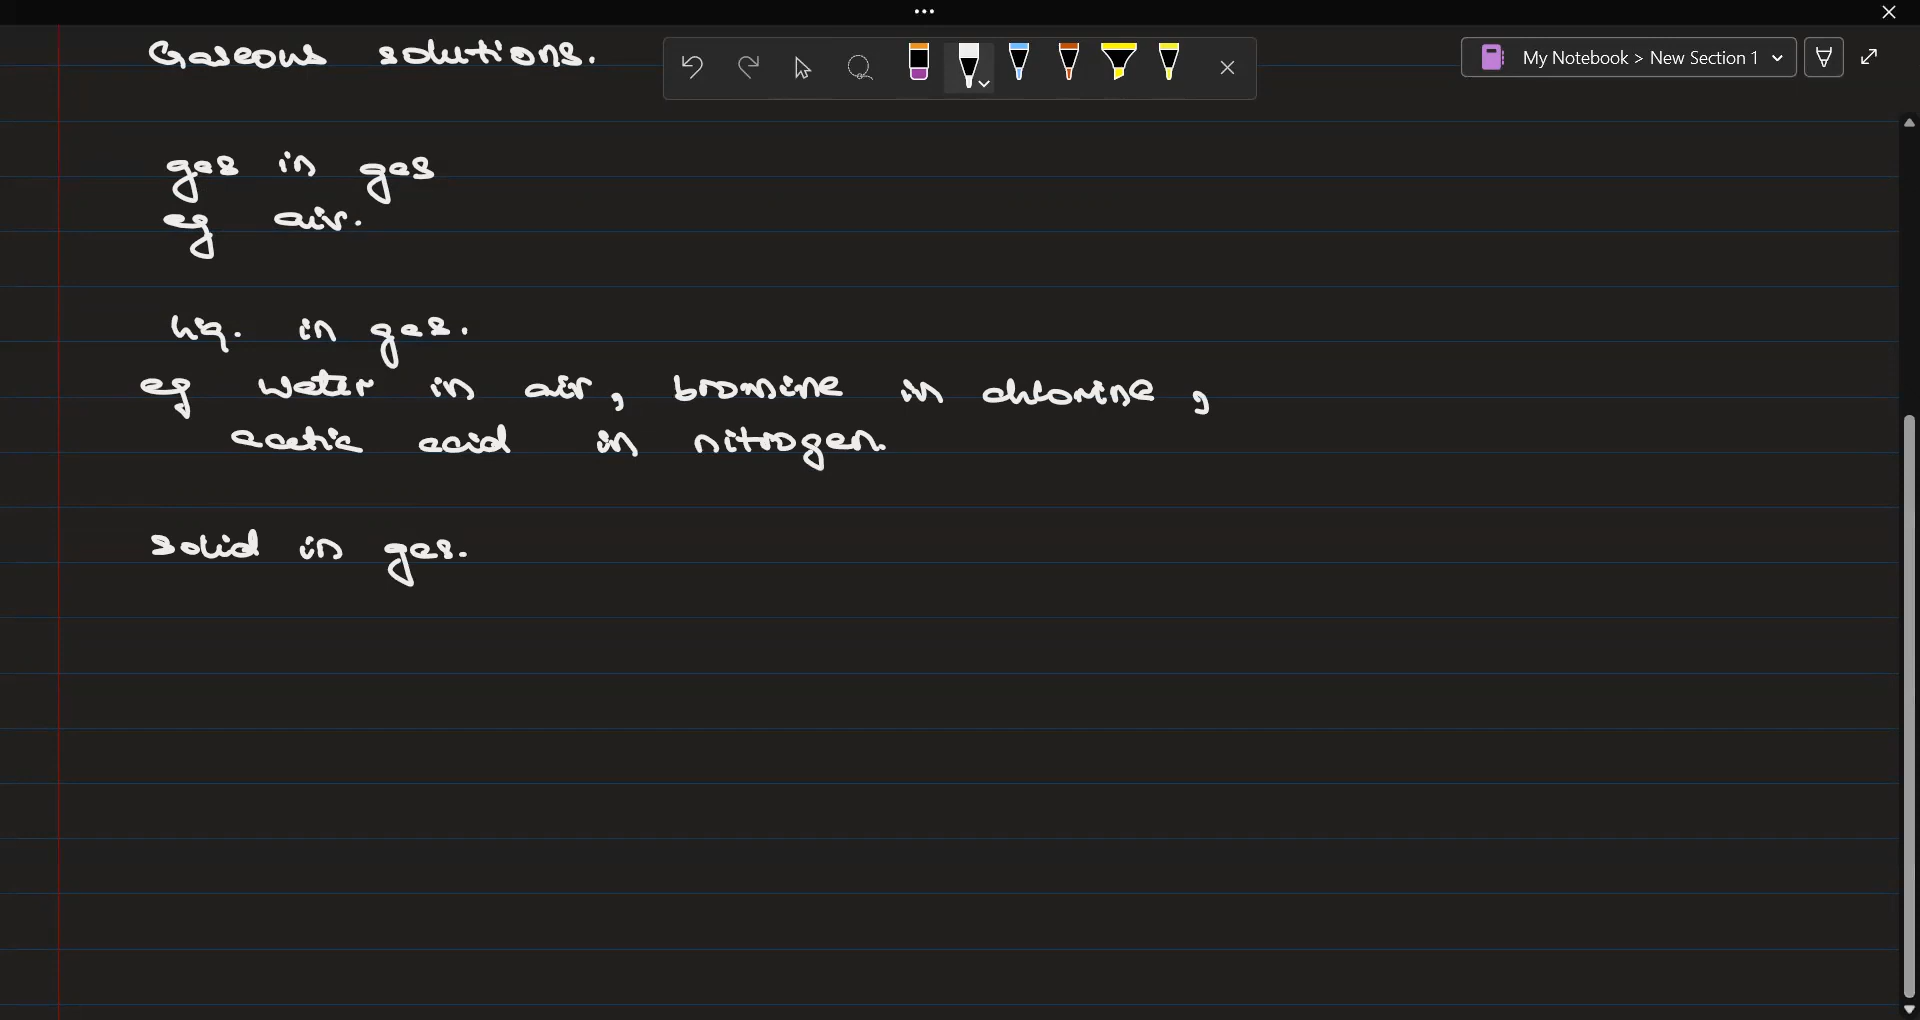 Gaseous solutions.
My Notebook > New Section 1
gas in gas
eg air.
liq. in gas.
eg water in air, bromine in chlorine,
acetic acid in nitrogen.
solid in gas.